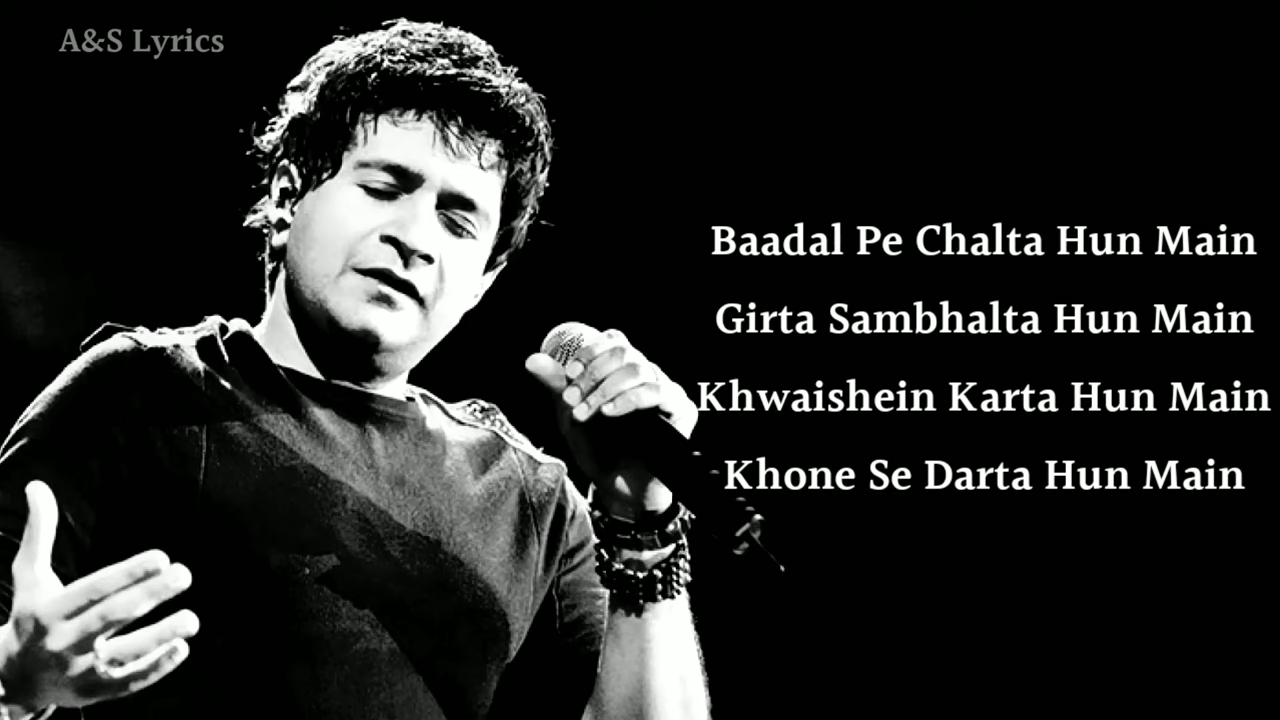 A&S Lyrics
Baadal Pe Chalta Hun Main
Girta Sambhalta Hun Main
Khwaishein Karta Hun Main
Khone Se Darta Hun Main